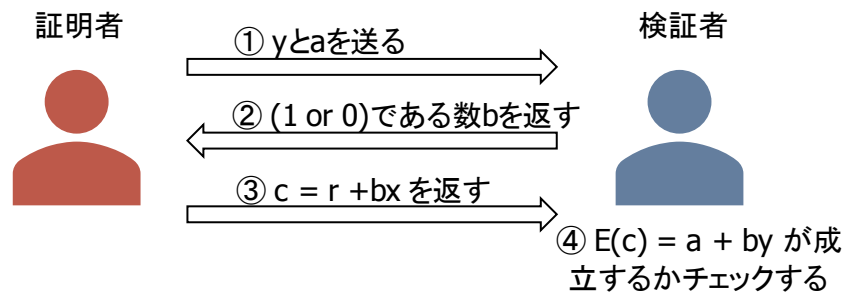 証明者
検証者
① yとaを送る
② (1 or 0)である数bを返す
③ c = r +bx を返す
④ E(c) = a + by が成
立するかチェックする